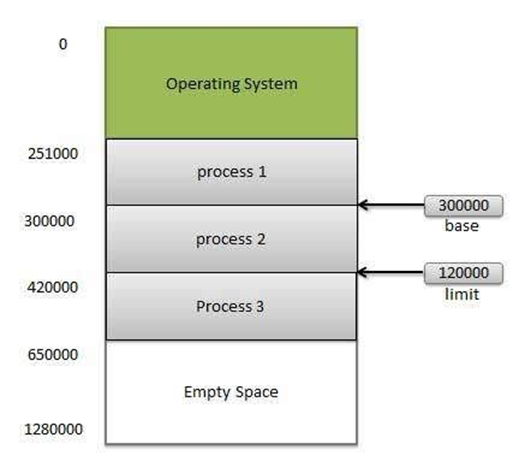 0
Operating System
251000
process 1
300000
base
300000
process 2
120000
limit
420000
Process 3
650000
Empty Space
1280000